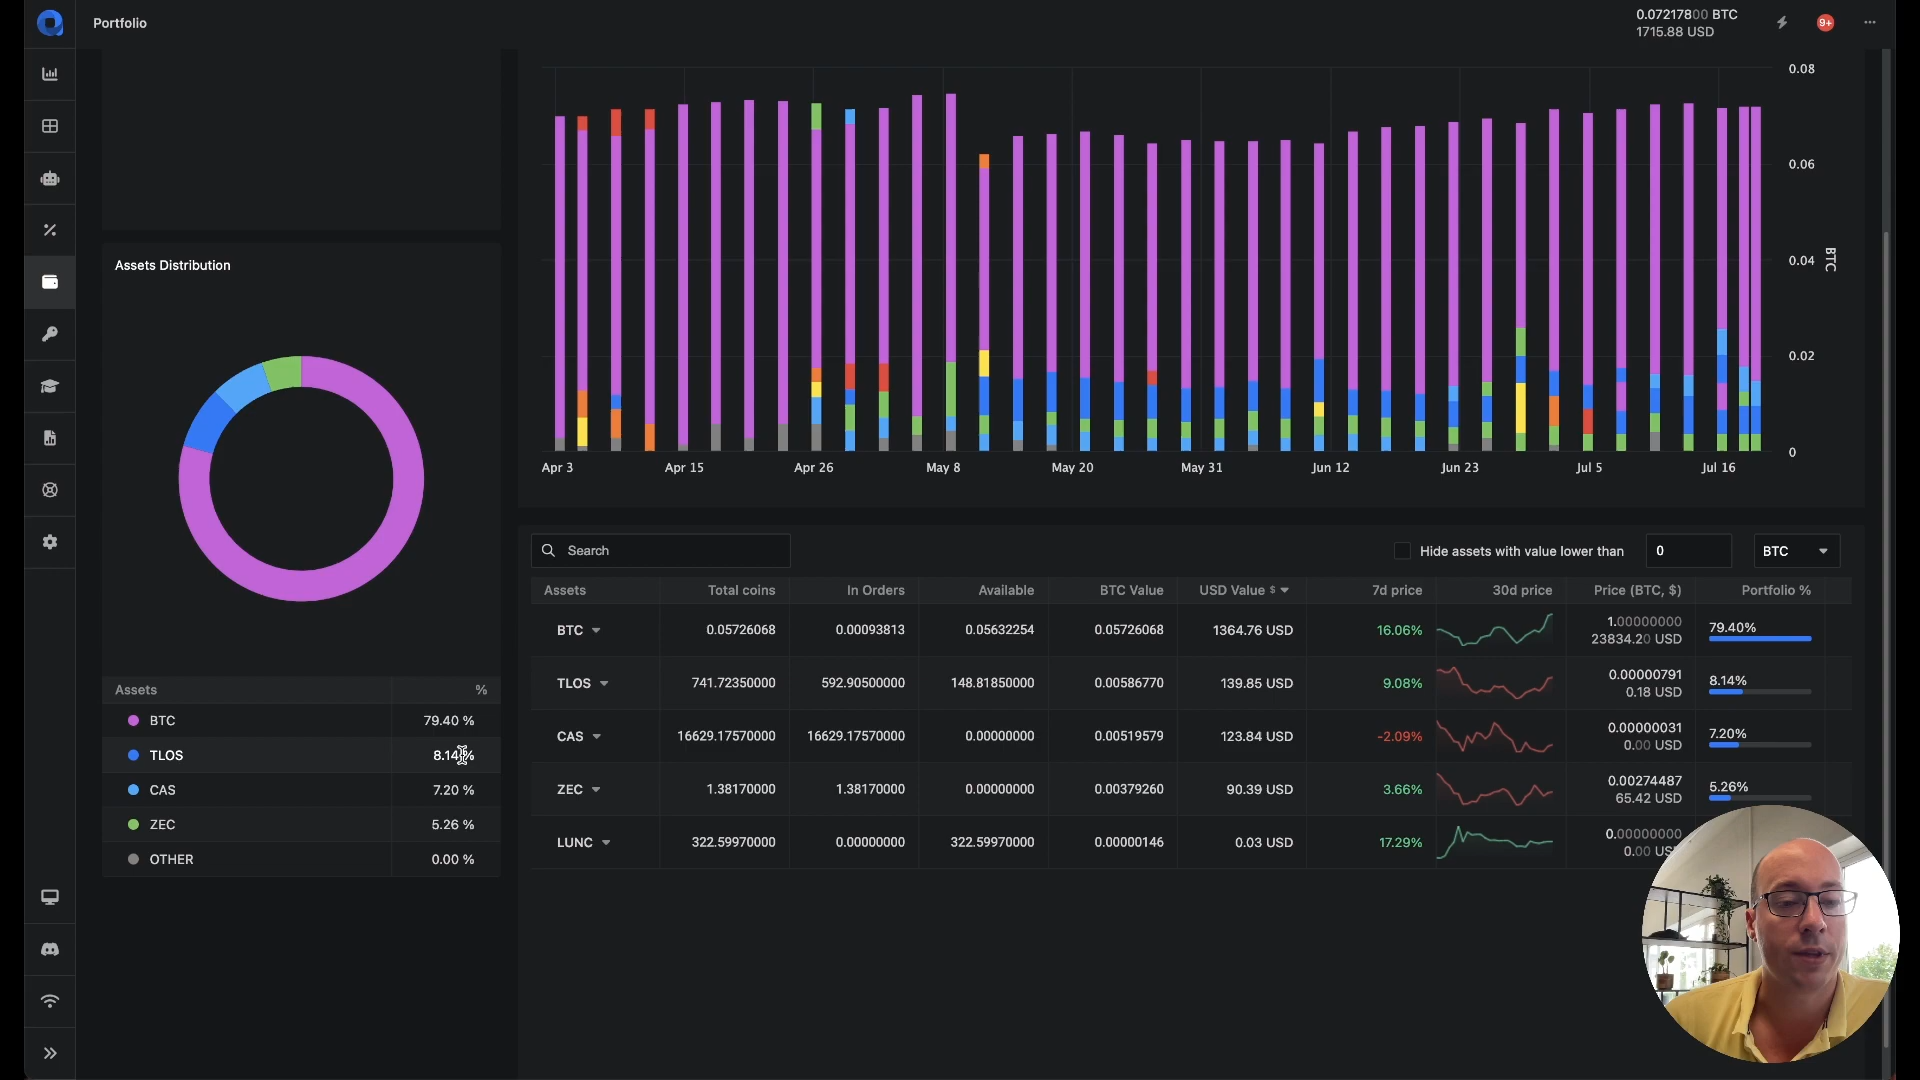 Portfolio
0.07217800 BTC
1715.88 USD
9+
0.08
0.06
0.04
0.02
0
BTC
Apr 3
Apr 15
Apr 26
May 8
May 20
May 31
Jun 12
Jun 23
Jul 5
Jul 16
Assets Distribution
Assets %
BTC 79.40 %
TLOS 8.14 %
CAS 7.20 %
ZEC 5.26 %
OTHER 0.00 %
Search
Hide assets with value lower than 0 BTC
Assets Total coins In Orders Available BTC Value USD Value $ 7d price 30d price Price (BTC, $) Portfolio %
BTC 0.05726068 0.00093813 0.05632254 0.05726068 1364.76 USD 16.06% 1.00000000 79.40%
23834.20 USD
TLOS 741.72350000 592.90500000 148.81850000 0.00586770 139.85 USD 9.08% 0.00000791 8.14%
0.18 USD
CAS 16629.17570000 16629.17570000 0.00000000 0.00519579 123.84 USD -2.09% 0.00000031 7.20%
0.00 USD
ZEC 1.38170000 1.38170000 0.00000000 0.00379260 90.39 USD 3.66% 0.00274487 5.26%
65.42 USD
LUNC 322.59970000 0.00000000 322.59970000 0.00000146 0.03 USD 17.29% 0.00000000
0.00